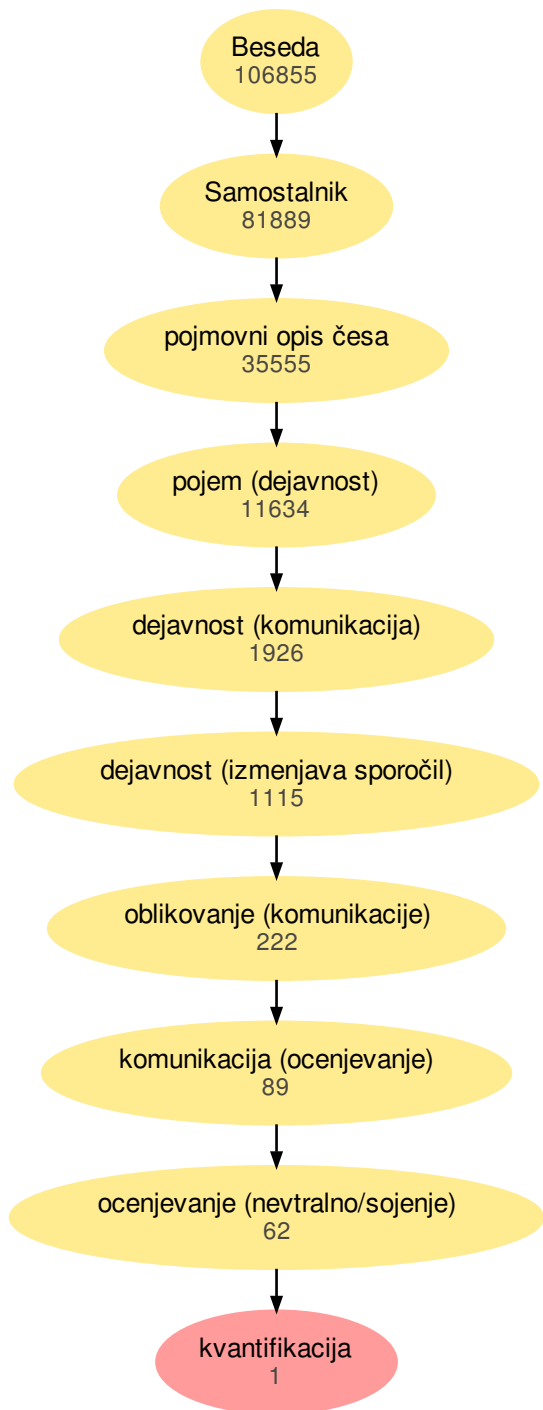 Beseda
106855
Samostalnik
81889
pojmovni opis česa
35555
pojem (dejavnost)
11634
dejavnost (komunikacija)
1926
dejavnost (izmenjava sporočil)
1115
oblikovanje (komunikacije)
222
komunikacija (ocenjevanje)
89
ocenjevanje (nevtralno/sojenje)
62
kvantifikacija
1